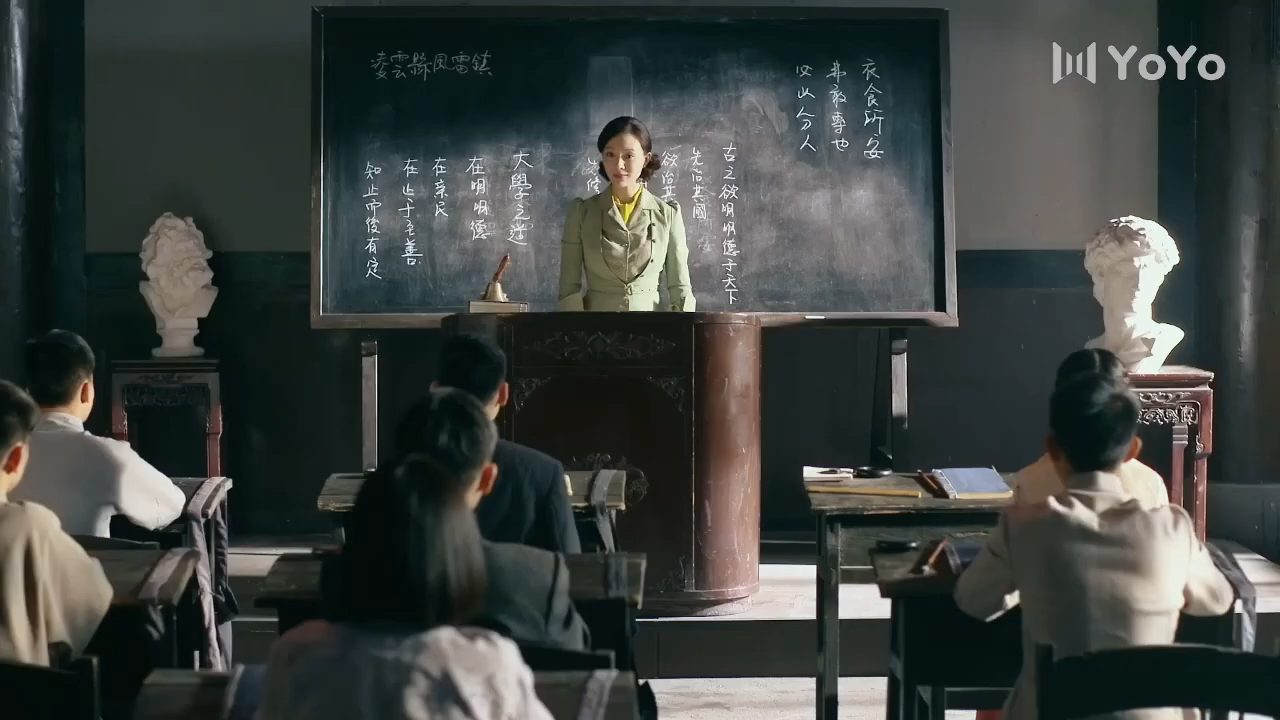 YoYo
凌雲縣風雷鎮
衣食所安
弗敢專也
必以分人
古之欲明明德于天下
先治其國
欲治其
大學之道
在明明德
在亲民
在止于至善
知止而後有定